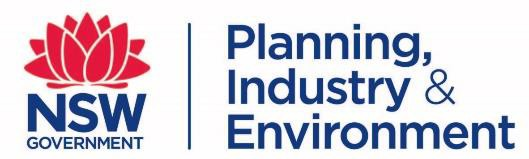 NSW
GOVERNMENT
Planning,
Industry &
Environment